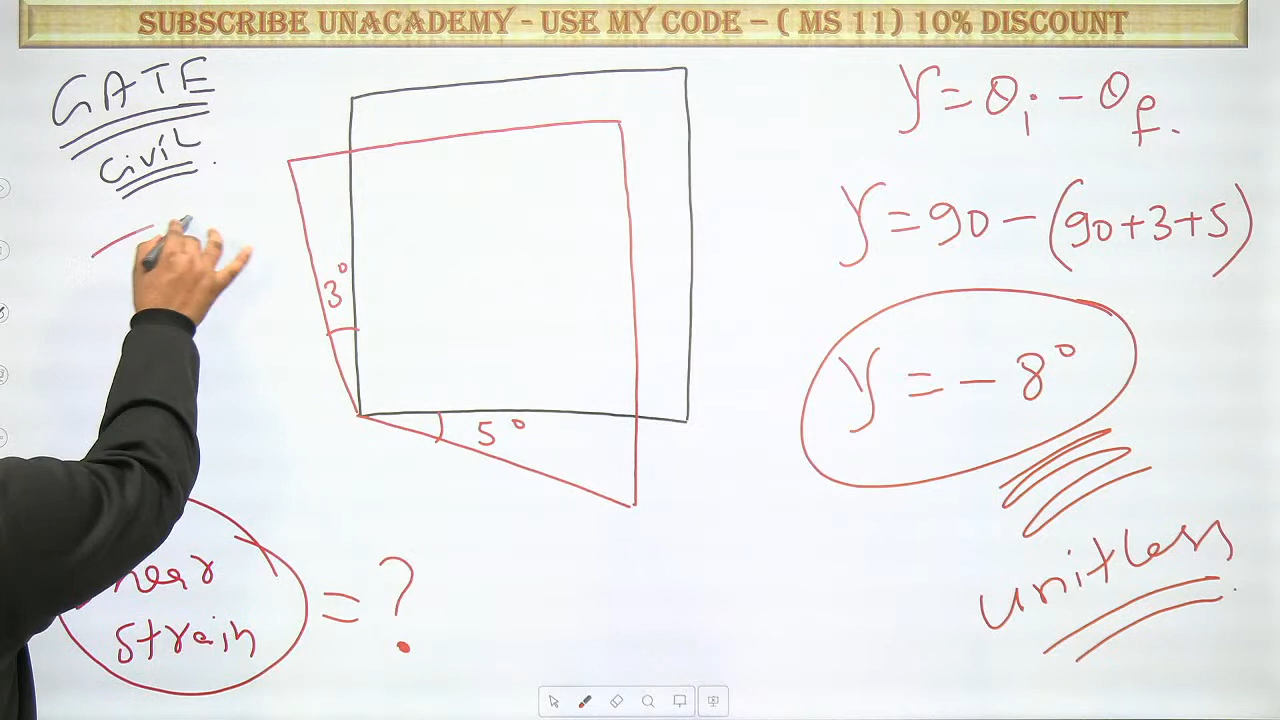 SUBSCRIBE UNACADEMY - USE MY CODE – ( MS 11) 10% DISCOUNT
GATE
Civil
3°
5°
γ = θi - θf.
γ = 90 - (90+3+5)
γ = - 8°
unitless
hear
strain = ?